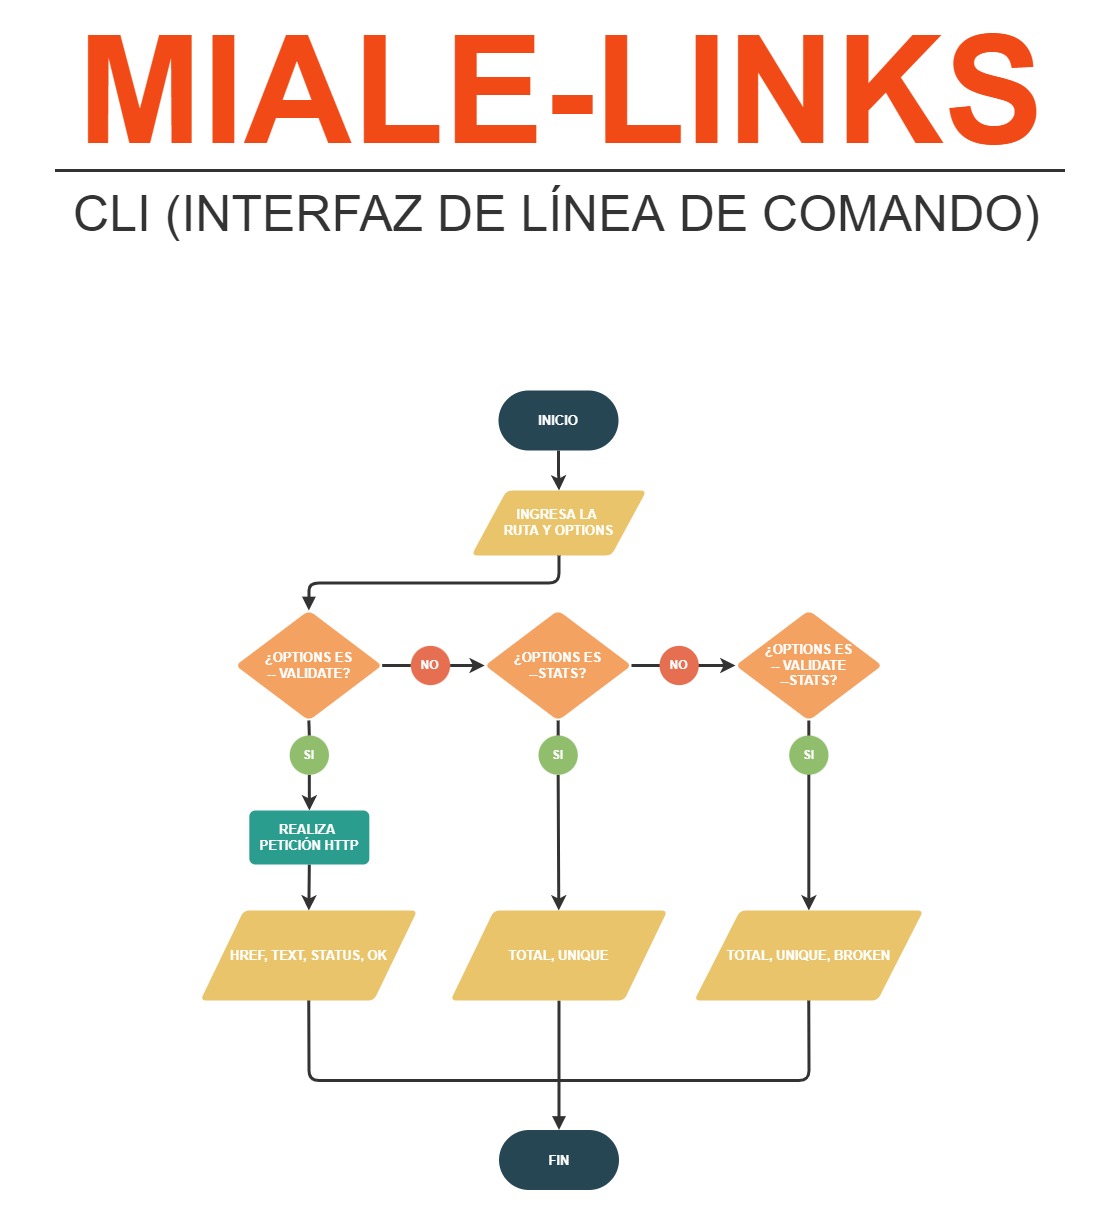 MIALE-LINKS
CLI (INTERFAZ DE LÍNEA DE COMANDO)
INICIO
INGRESA LA
RUTA Y OPTIONS
¿OPTIONS ES
-- VALIDATE?
NO
¿OPTIONS ES
--STATS?
NO
¿OPTIONS ES
-- VALIDATE
--STATS?
SI
SI
SI
REALIZA
PETICIÓN HTTP
HREF, TEXT, STATUS, OK
TOTAL, UNIQUE
TOTAL, UNIQUE, BROKEN
FIN